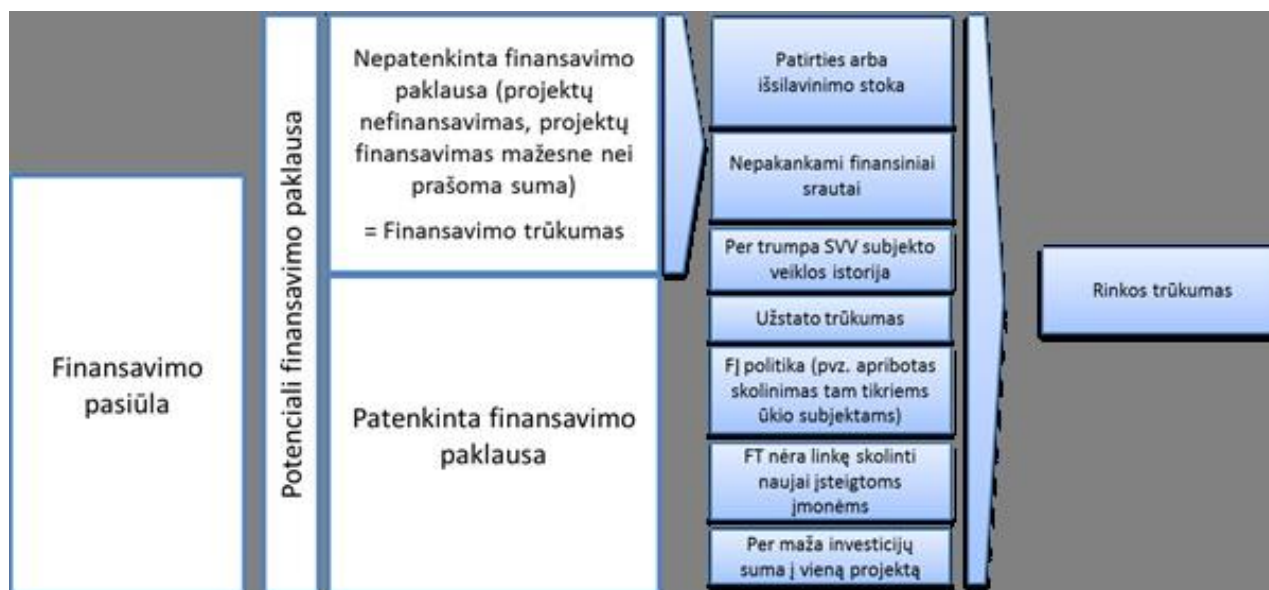 Finansavimo
pasiūla
Potenciali finansavimo paklausa
Nepatenkinta finansavimo
paklausa (projektų
nefinansavimas, projektų
finansavimas mažesne nei
prašoma suma)
= Finansavimo trūkumas
Patenkinta finansavimo
paklausa
Patirties arba
išsilavinimo stoka
Nepakankami finansiniai
srautai
Per trumpa SVV subjekto
veiklos istorija
Užstato trūkumas
FĮ politika (pvz. apribotas
skolinimas tam tikriems
ūkio subjektams)
FT nėra linkę skolinti
naujai įsteigtoms
įmonėms
Per maža investicijų
suma į vieną projektą
Rinkos trūkumas